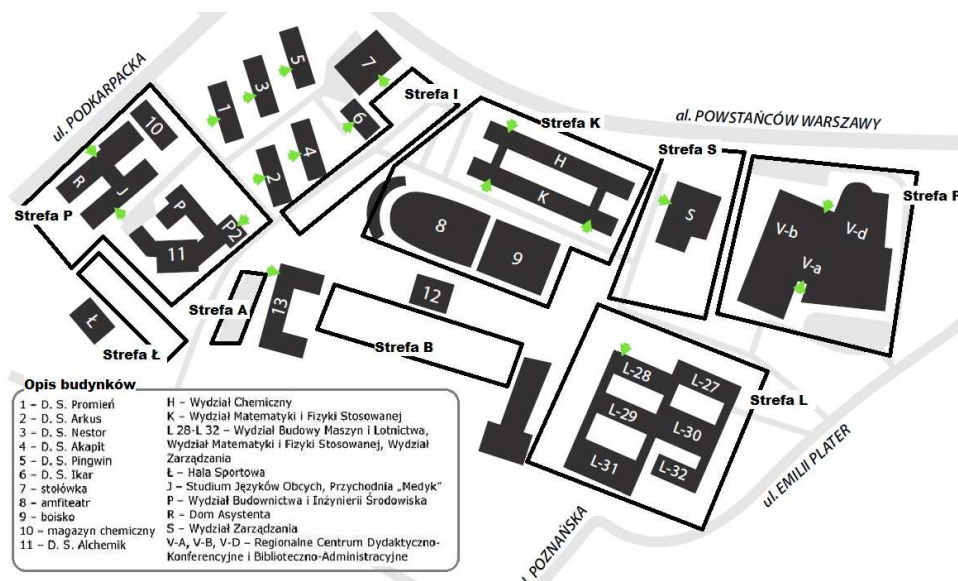 ul. PODKARPACKA
al. POWSTAŃCÓW WARSZAWY
ul. EMILII PLATER
POZNAŃSKA
Strefa I
Strefa K
Strefa S
Strefa P
Strefa A
Strefa Ł
Strefa B
Strefa L
1
2
3
4
5
6
7
8
9
10
11
12
13
R
J
P
P2
Ł
H
K
S
V-b
V-d
V-a
L-28
L-27
L-29
L-30
L-31
L-32
Opis budynków
1 – D. S. Promień
2 – D. S. Arkus
3 – D. S. Nestor
4 – D. S. Akapit
5 – D. S. Pingwin
6 – D. S. Ikar
7 – stołówka
8 – amfiteatr
9 – boisko
10 – magazyn chemiczny
11 – D. S. Alchemik
H – Wydział Chemiczny
K – Wydział Matematyki i Fizyki Stosowanej
L 28-L 32 – Wydział Budowy Maszyn i Lotnictwa,
Wydział Matematyki i Fizyki Stosowanej, Wydział
Zarządzania
Ł – Hala Sportowa
J – Studium Języków Obcych, Przychodnia „Medyk"
P – Wydział Budownictwa i Inżynierii Środowiska
R – Dom Asystenta
S – Wydział Zarządzania
V-A, V-B, V-D – Regionalne Centrum Dydaktyczno-
Konferencyjne i Biblioteczno-Administracyjne